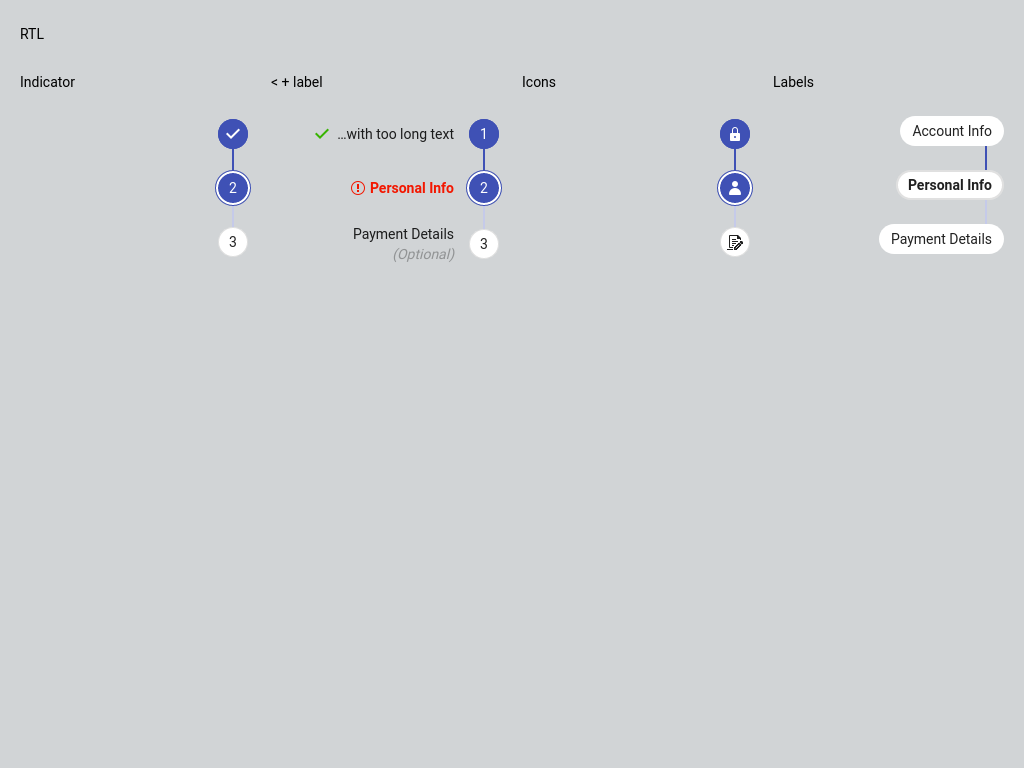 RTL
Indicator
< + label
Icons
Labels
2
3
...with too long text
1
Personal Info
2
Payment Details
(Optional)
3
Account Info
Personal Info
Payment Details